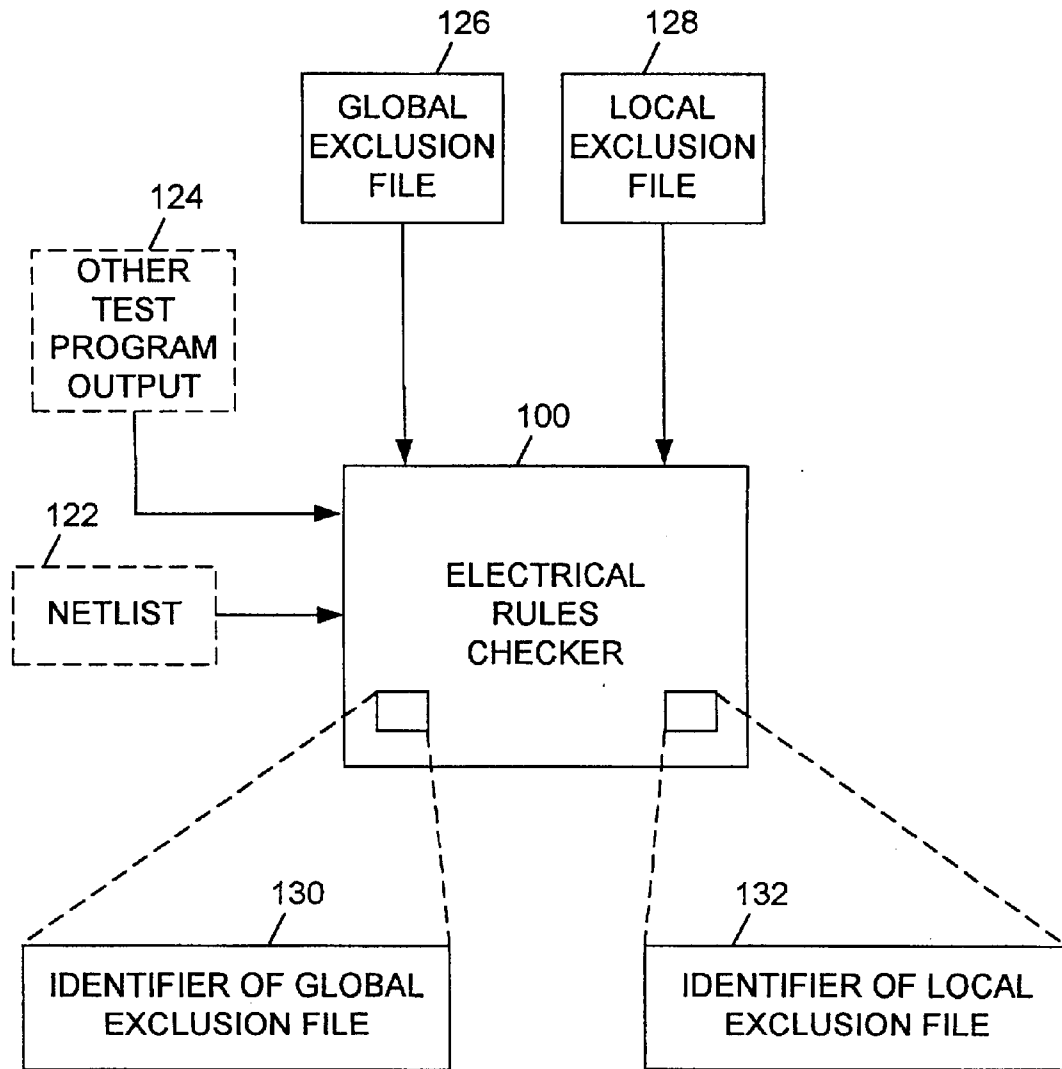 126
GLOBAL
EXCLUSION
FILE
128
LOCAL
EXCLUSION
FILE
124
OTHER
TEST
PROGRAM
OUTPUT
100
ELECTRICAL
RULES
CHECKER
122
NETLIST
130
IDENTIFIER OF GLOBAL
EXCLUSION FILE
132
IDENTIFIER OF LOCAL
EXCLUSION FILE